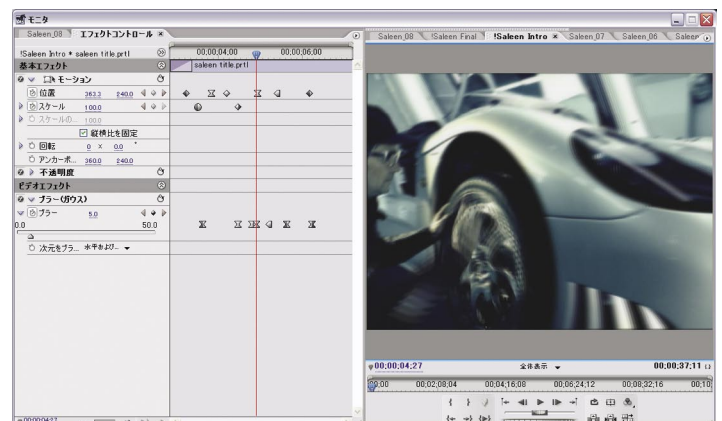 モニタ
Saleen_08 エフェクトコントロール ×
!Saleen Intro * saleen title.prtl
00;00;04;00 00;00;06;00
基本エフェクト
saleen title.prtl
モーション
位置 363.3 240.0
スケール 100.0
スケールの... 100.0
縦横比を固定
回転 0 × 0.0 °
アンカーポ... 360.0 240.0
不透明度
ビデオエフェクト
ブラー(ガウス)
ブラー 5.0
0.0 50.0
次元をブラ... 水平および...
00;00;04;27
Saleen_08 !Saleen Final !Saleen Intro × Saleen_07 Saleen_06 Saleen
00;00;04;27 全体表示 00;00;37;11
00;00 00;02;08;04 00;04;16;08 00;06;24;12 00;08;32;16 00;10